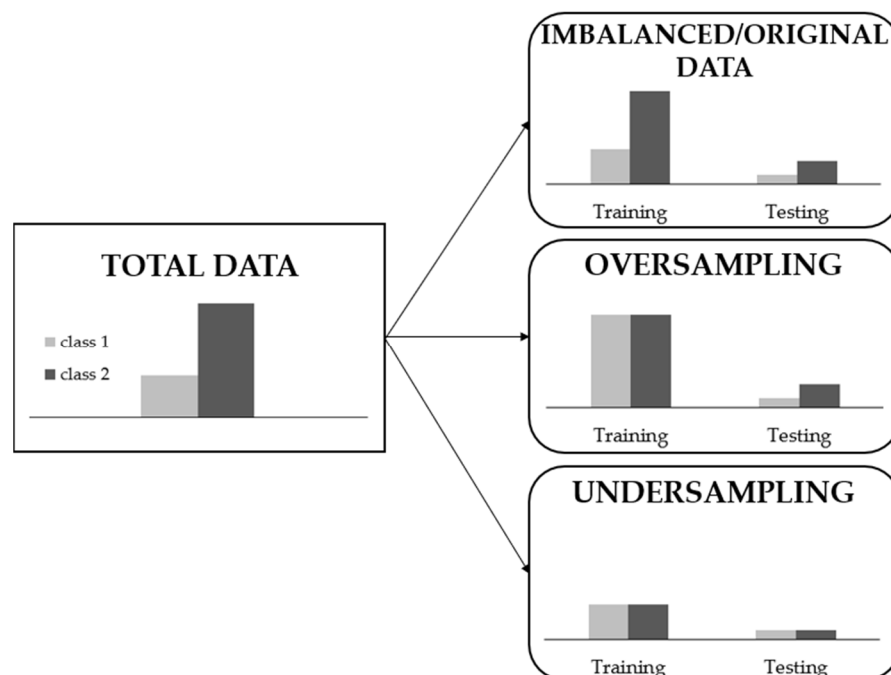 TOTAL DATA
class 1
class 2
IMBALANCED/ORIGINAL
DATA
Training Testing
OVERSAMPLING
Training Testing
UNDERSAMPLING
Training Testing